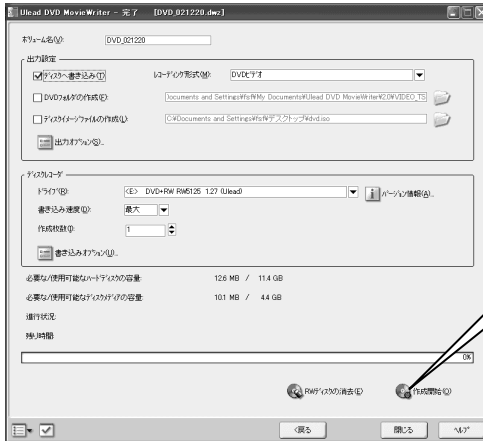 Ulead DVD MovieWriter - 完了 [DVD_021220.dwz]
ボリューム名(V): DVD_021220
出力設定
ディスクへ書き込み(T) レコーディング形式(M): DVDビデオ
DVDフォルダの作成(F): Documents and Settings¥fsf¥My Documents¥Ulead DVD MovieWriter¥2.0¥VIDEO_TS
ディスクイメージファイルの作成(L): C:¥Documents and Settings¥fsf¥デスクトップ¥dvd.iso
出力オプション(S)..
ディスクレコーダ
ドライブ(R): <E> DVD+RW RW5125 1.27 (Ulead) バージョン情報(A)..
書き込み速度(D): 最大
作成枚数(I): 1
書き込みオプション(U)..
必要な/使用可能なハードディスクの容量: 12.6 MB / 11.4 GB
必要な/使用可能なディスクメディアの容量: 10.1 MB / 4.4 GB
進行状況:
残り時間:
0%
RWディスクの消去(E) 作成開始(O)
<戻る 閉じる ヘルプ